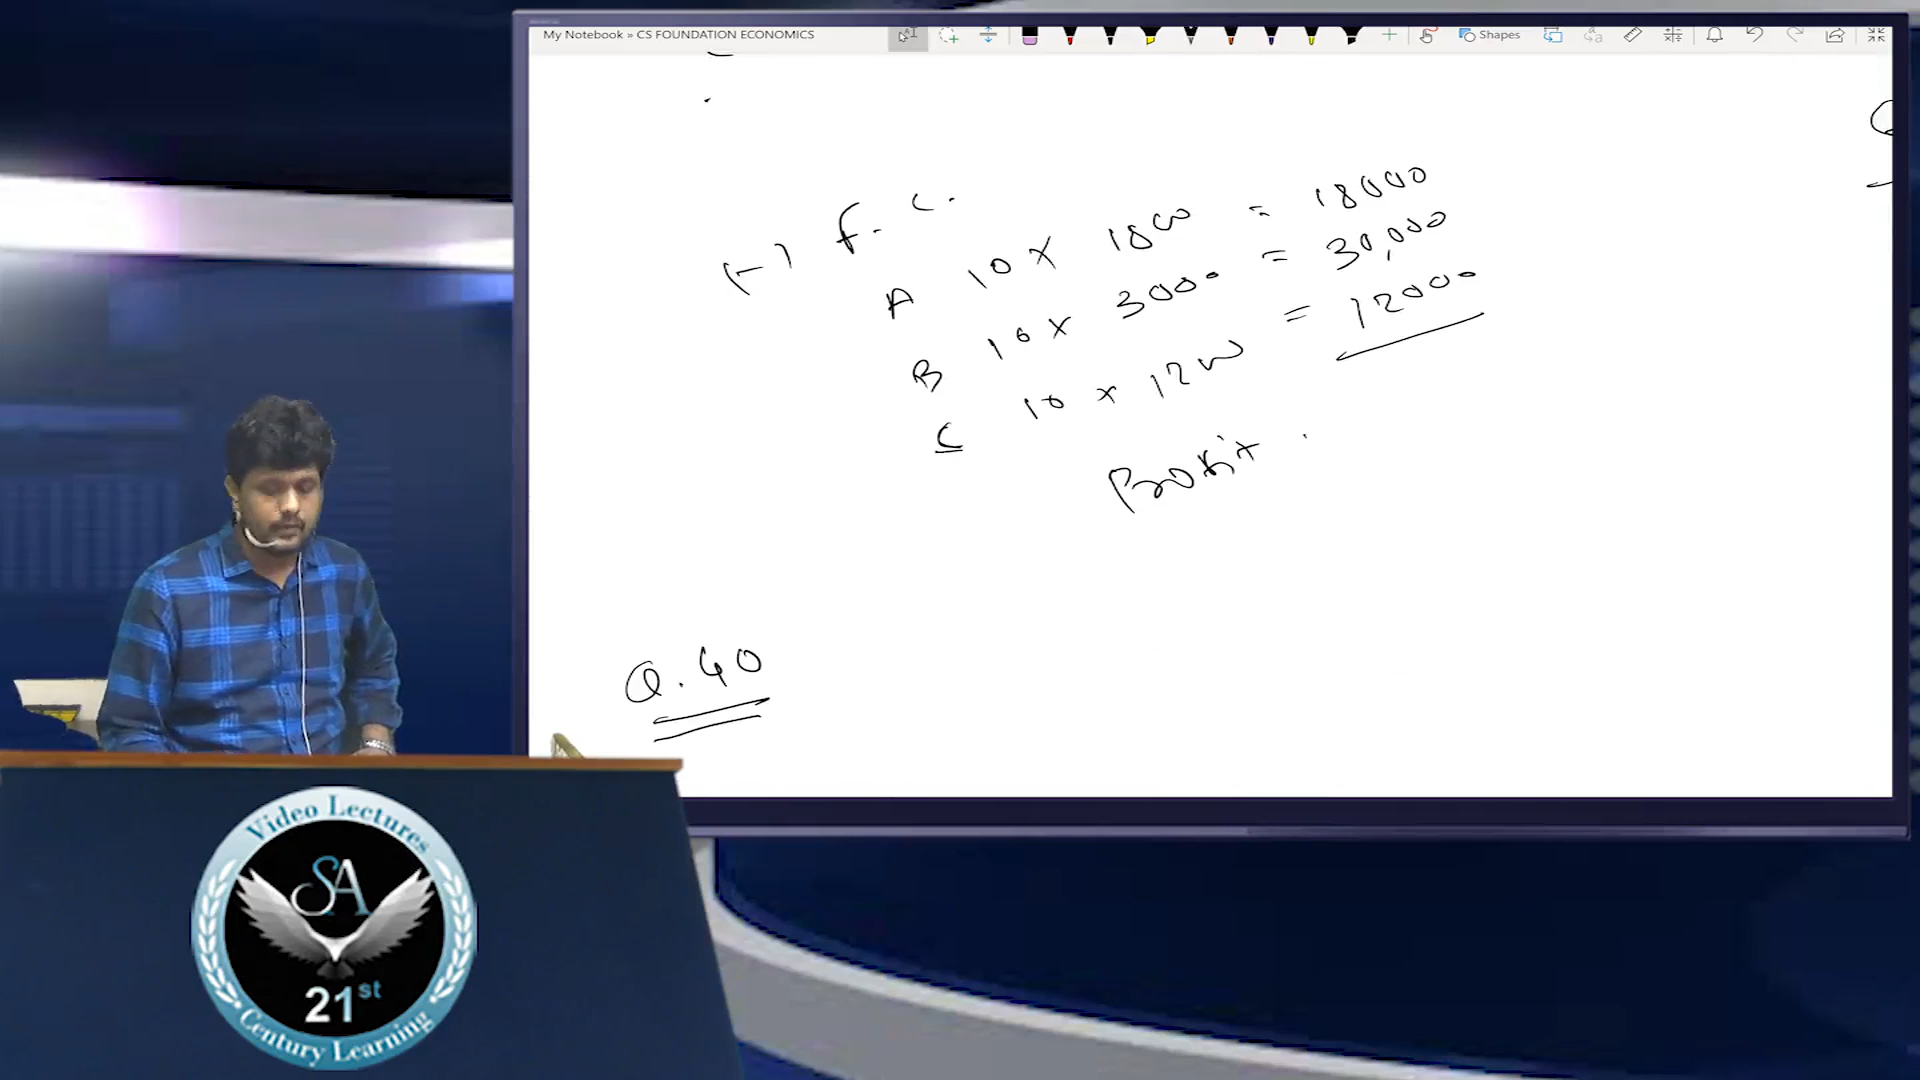 My Notebook » CS FOUNDATION ECONOMICS
Shapes
(-) F.C.
A 10 X 1800 = 18000
B 10 X 3000 = 30,000
C 10 x 1200 = 12000
Profit
Q.40
Video Lectures
SA
21st
Century Learning